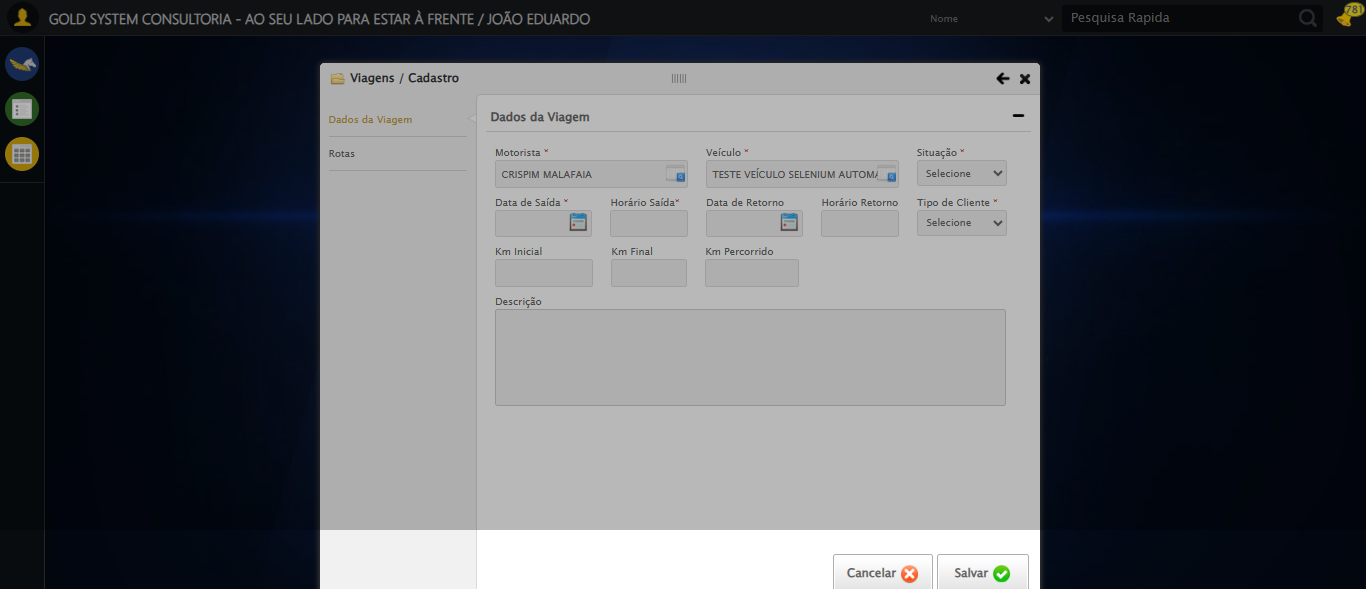 GOLD SYSTEM CONSULTORIA - AO SEU LADO PARA ESTAR À FRENTE / JOÃO EDUARDO
Nome
Pesquisa Rapida
781
Viagens / Cadastro
Dados da Viagem
Rotas
Dados da Viagem
Motorista * Veículo * Situação *
CRISPIM MALAFAIA TESTE VEÍCULO SELENIUM AUTOMA Selecione
Data de Saída * Horário Saída* Data de Retorno Horário Retorno Tipo de Cliente *
Selecione
Km Inicial Km Final Km Percorrido
Descrição
Cancelar Salvar